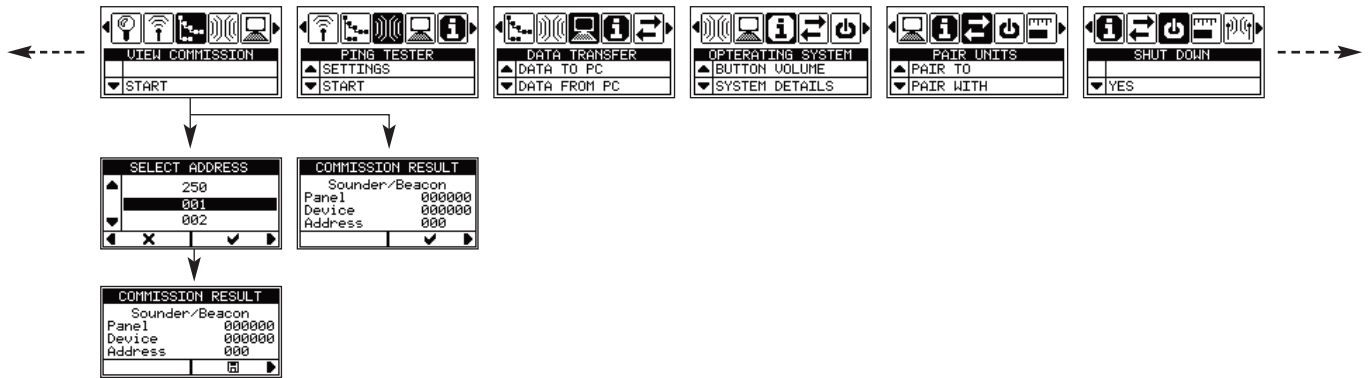 VIEW COMMISSION
START
PING TESTER
SETTINGS
START
DATA TRANSFER
DATA TO PC
DATA FROM PC
OPTERATING SYSTEM
BUTTON VOLUME
SYSTEM DETAILS
PAIR UNITS
PAIR TO
PAIR WITH
SHUT DOWN
YES
SELECT ADDRESS
250
001
002
COMMISSION RESULT
Sounder/Beacon
Panel 000000
Device 000000
Address 000
COMMISSION RESULT
Sounder/Beacon
Panel 000000
Device 000000
Address 000